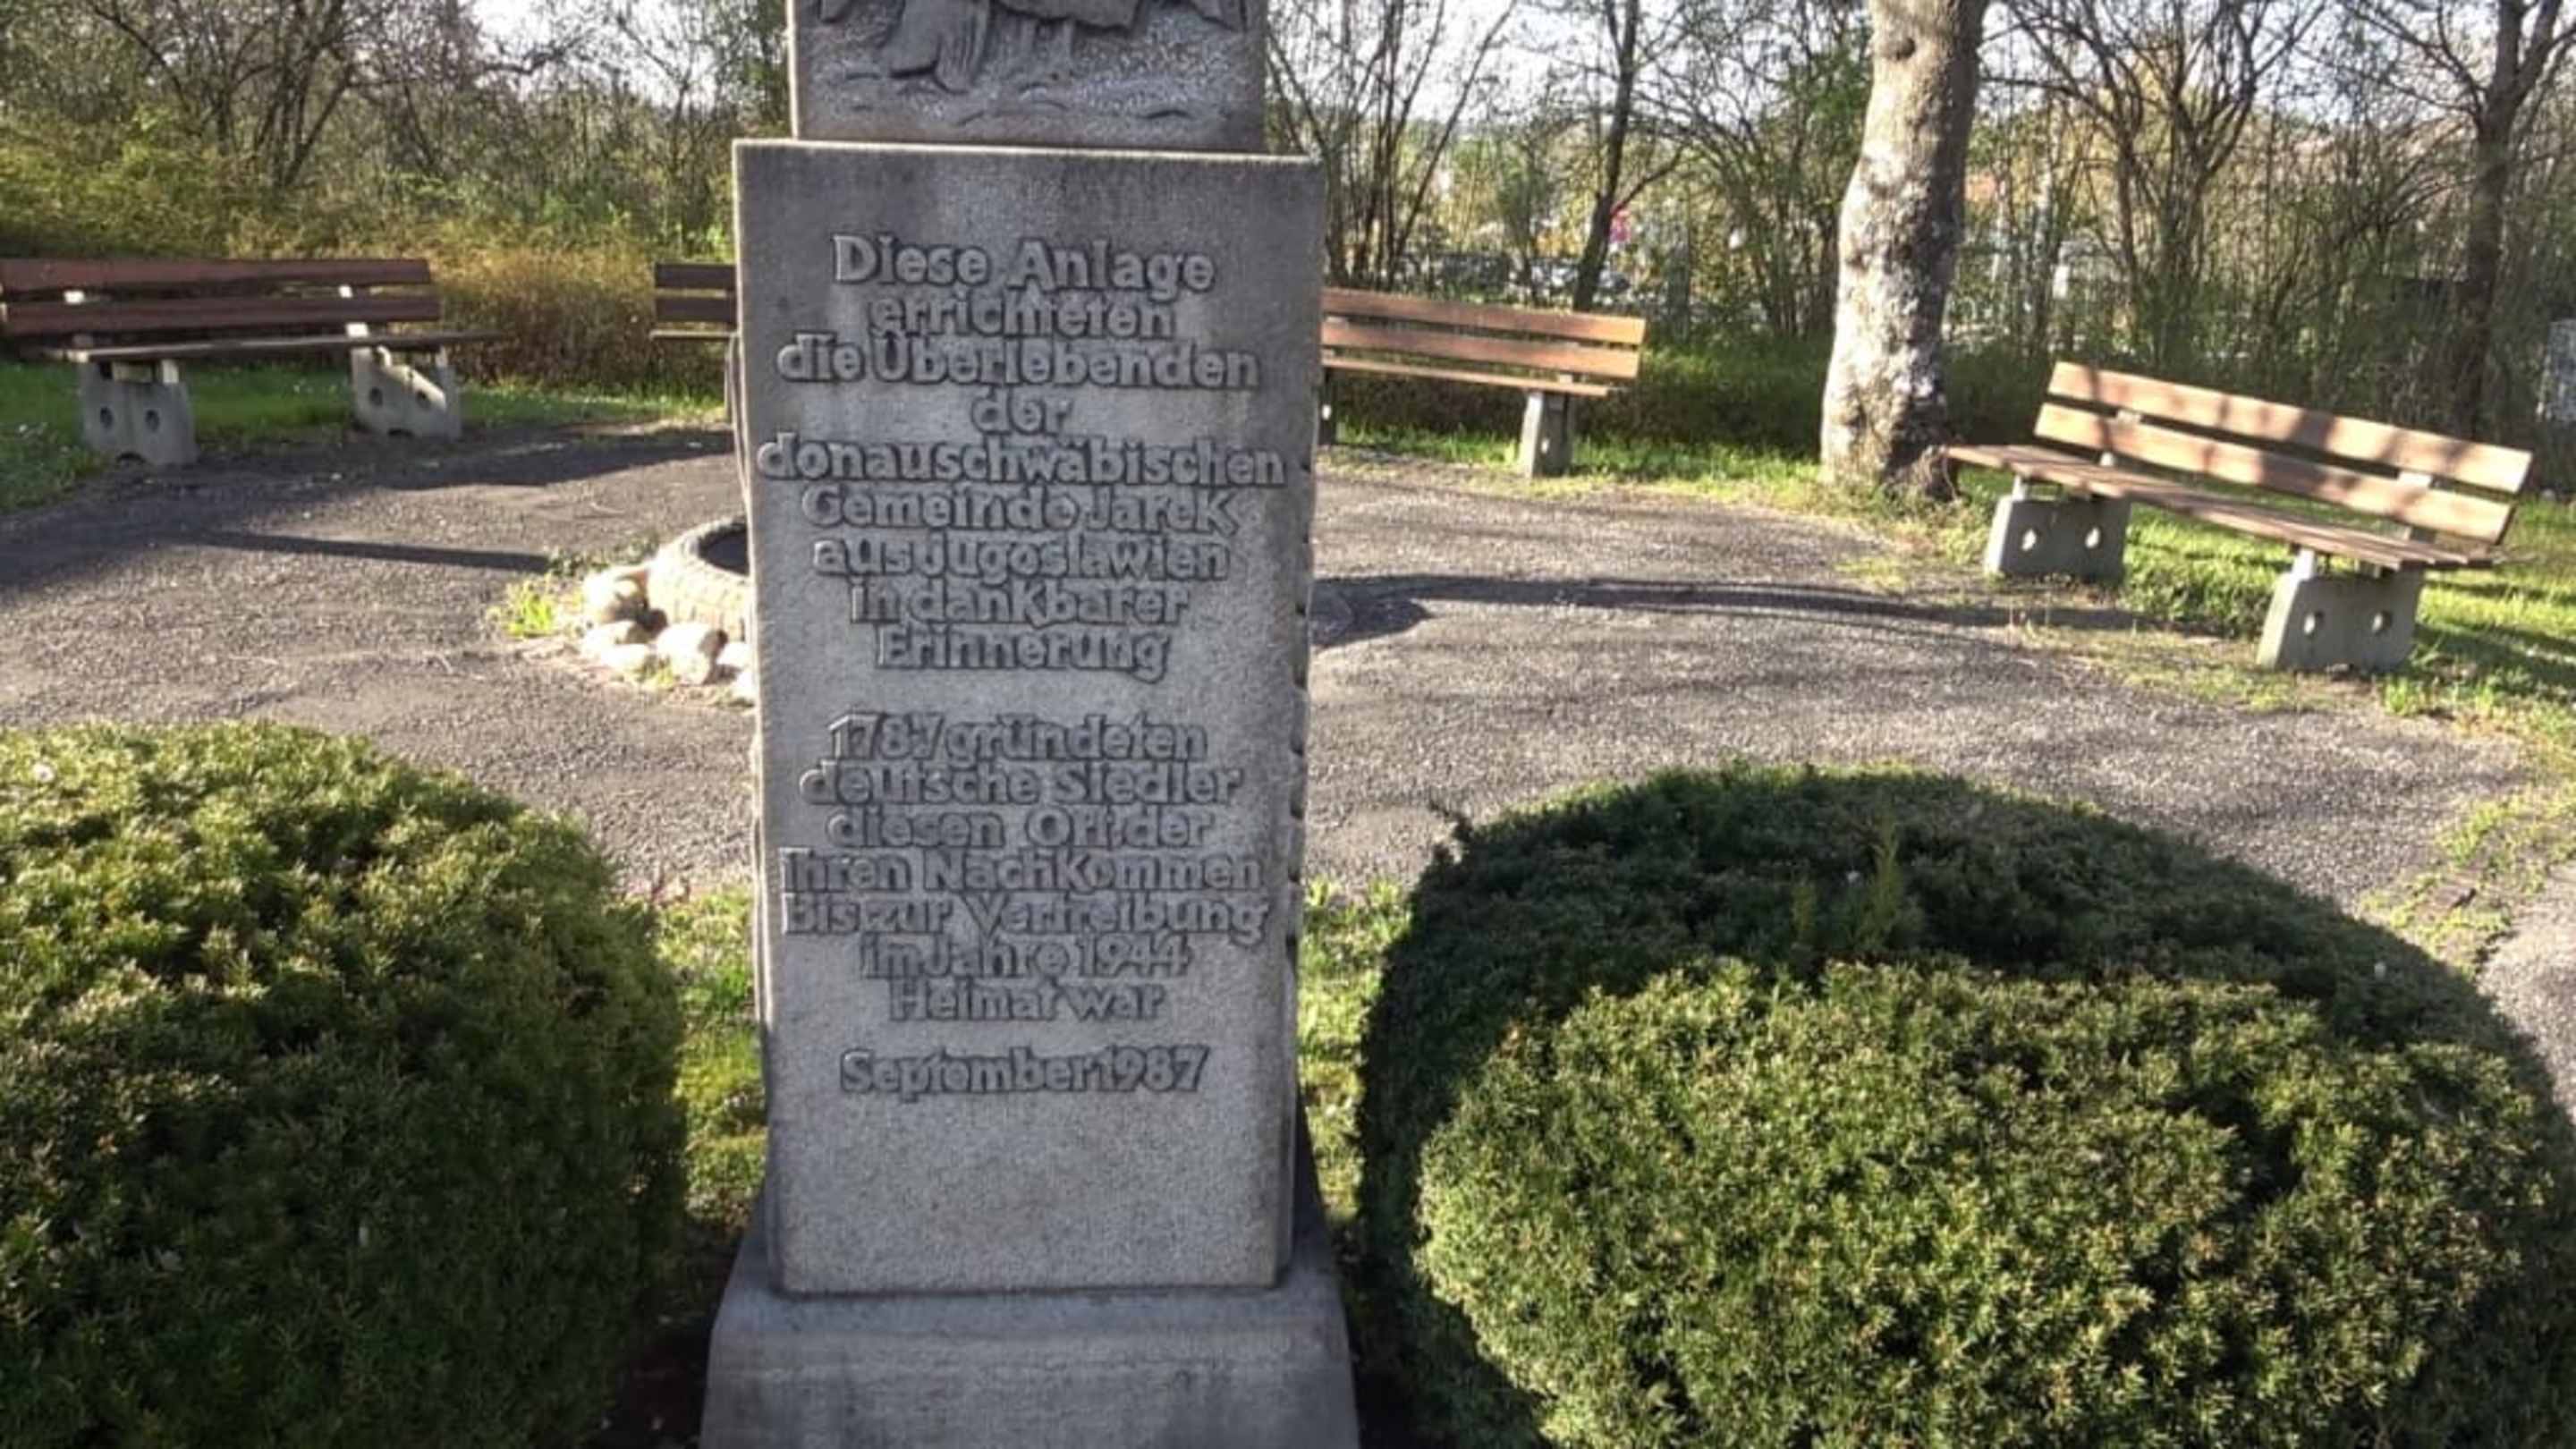 Diese Anlage
errichteten
die Überlebenden
der
donauschwäbischen
Gemeinde Jarek
aus Jugoslawien
in dankbarer
Erinnerung
1787 gründeten
deutsche Siedler
diesen Ort der
Ihren Nachkommen
bis zur Vertreibung
im Jahre 1944
Heimat war
September 1987